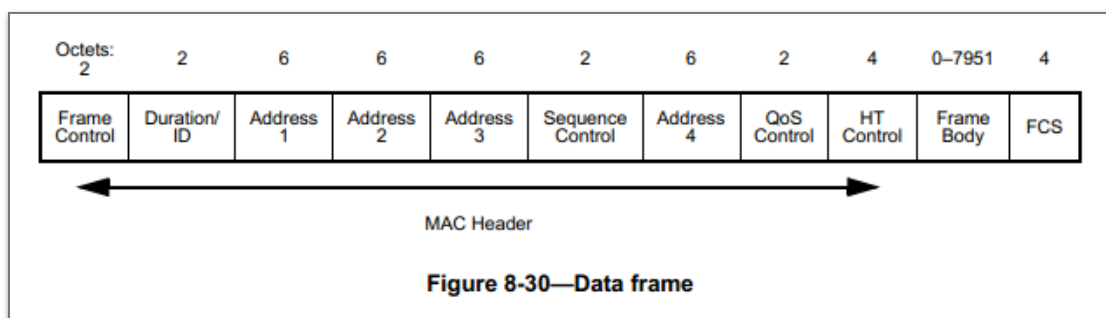 Octets:
2 2 6 6 6 2 6 2 4 0–7951 4
Frame Duration/ Address Address Address Sequence Address QoS HT Frame FCS
Control ID 1 2 3 Control 4 Control Control Body
MAC Header
Figure 8-30—Data frame